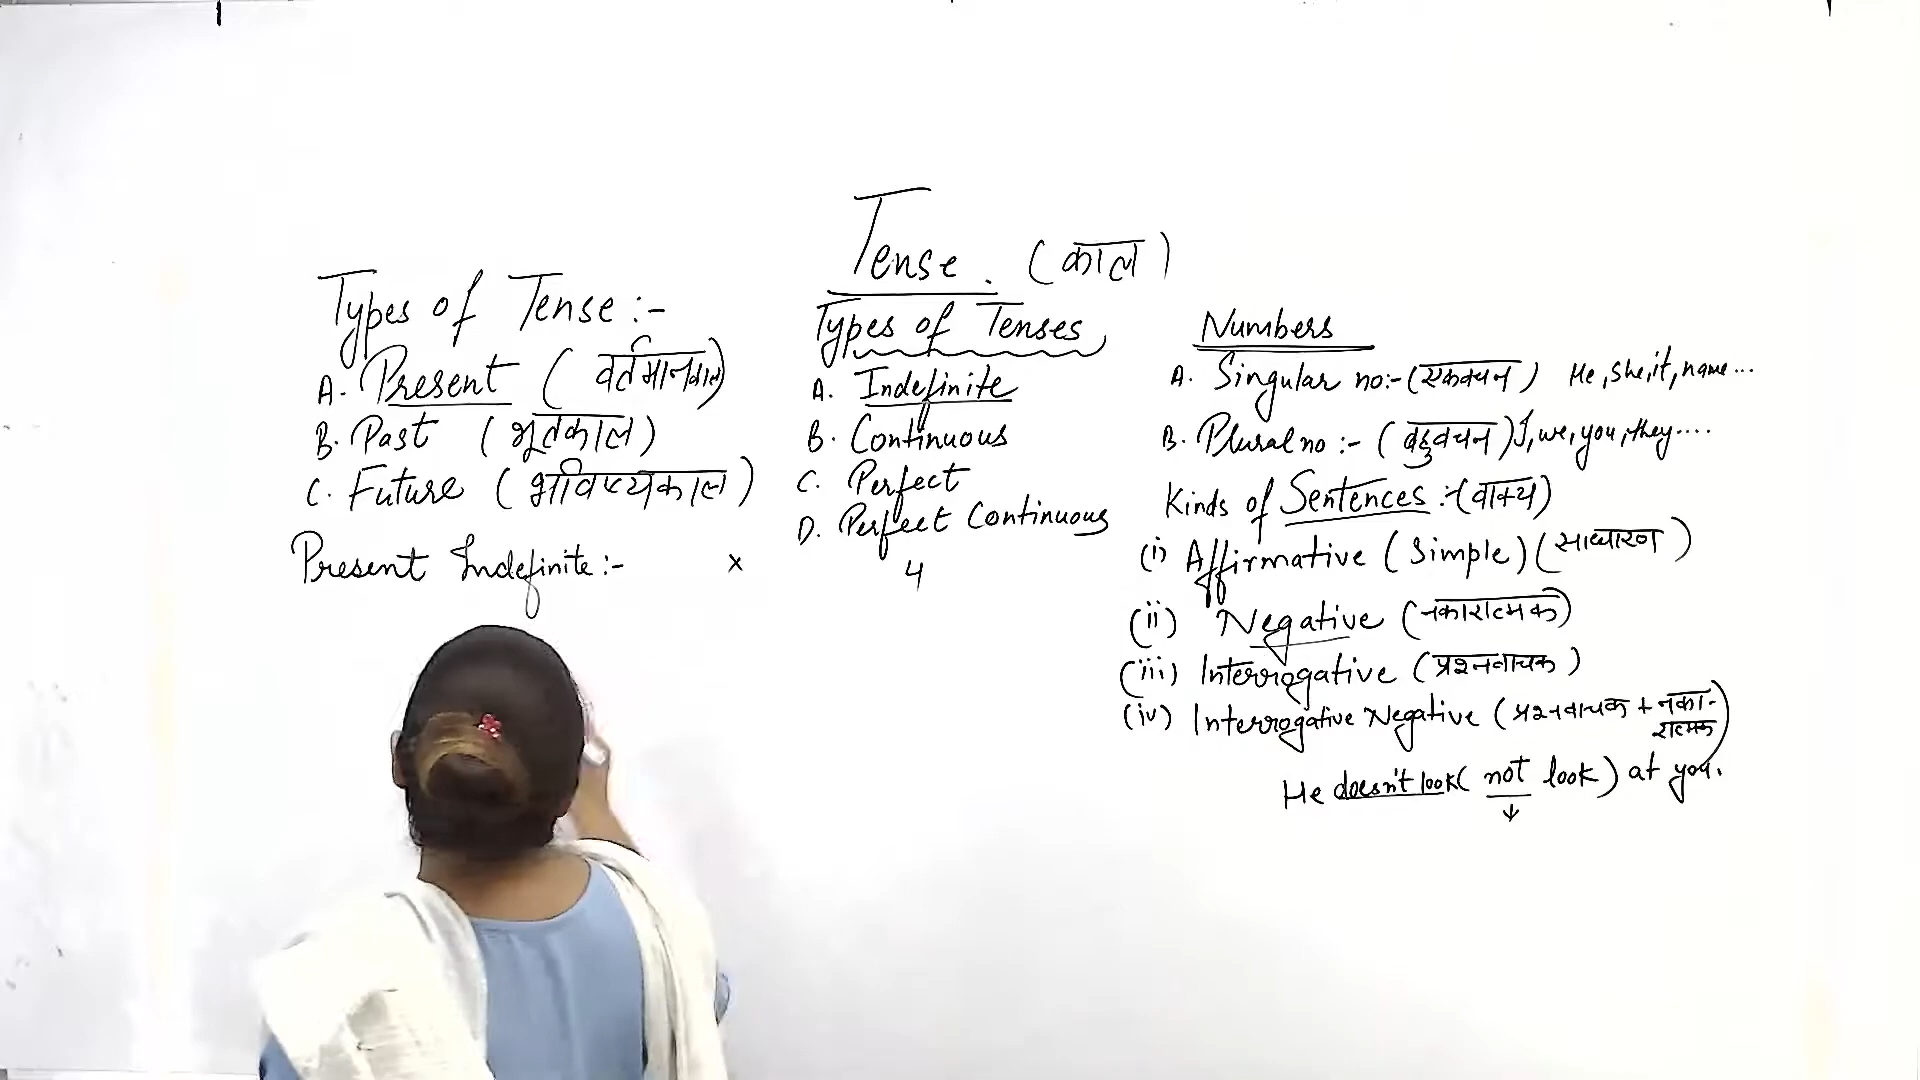 Tense. (काल)
Types of Tense :-
A. Present (वर्तमानकाल)
B. Past (भूतकाल)
C. Future (भविष्यकाल)
Present Indefinite :-
x
Types of Tenses
A. Indefinite
B. Continuous
C. Perfect
D. Perfect Continuous
4
Numbers
A. Singular no:- (एकवचन) He, she, it, name...
B. Plural no :- (बहुवचन) I, we, you, they....
Kinds of Sentences :- (वाक्य)
(i) Affirmative (Simple) (साधारण)
(ii) Negative (नकारात्मक)
(iii) Interrogative (प्रश्नवाचक)
(iv) Interrogative Negative (प्रश्नवाचक + नका-
रात्मक)
He doesn't look (not look) at you.
↓